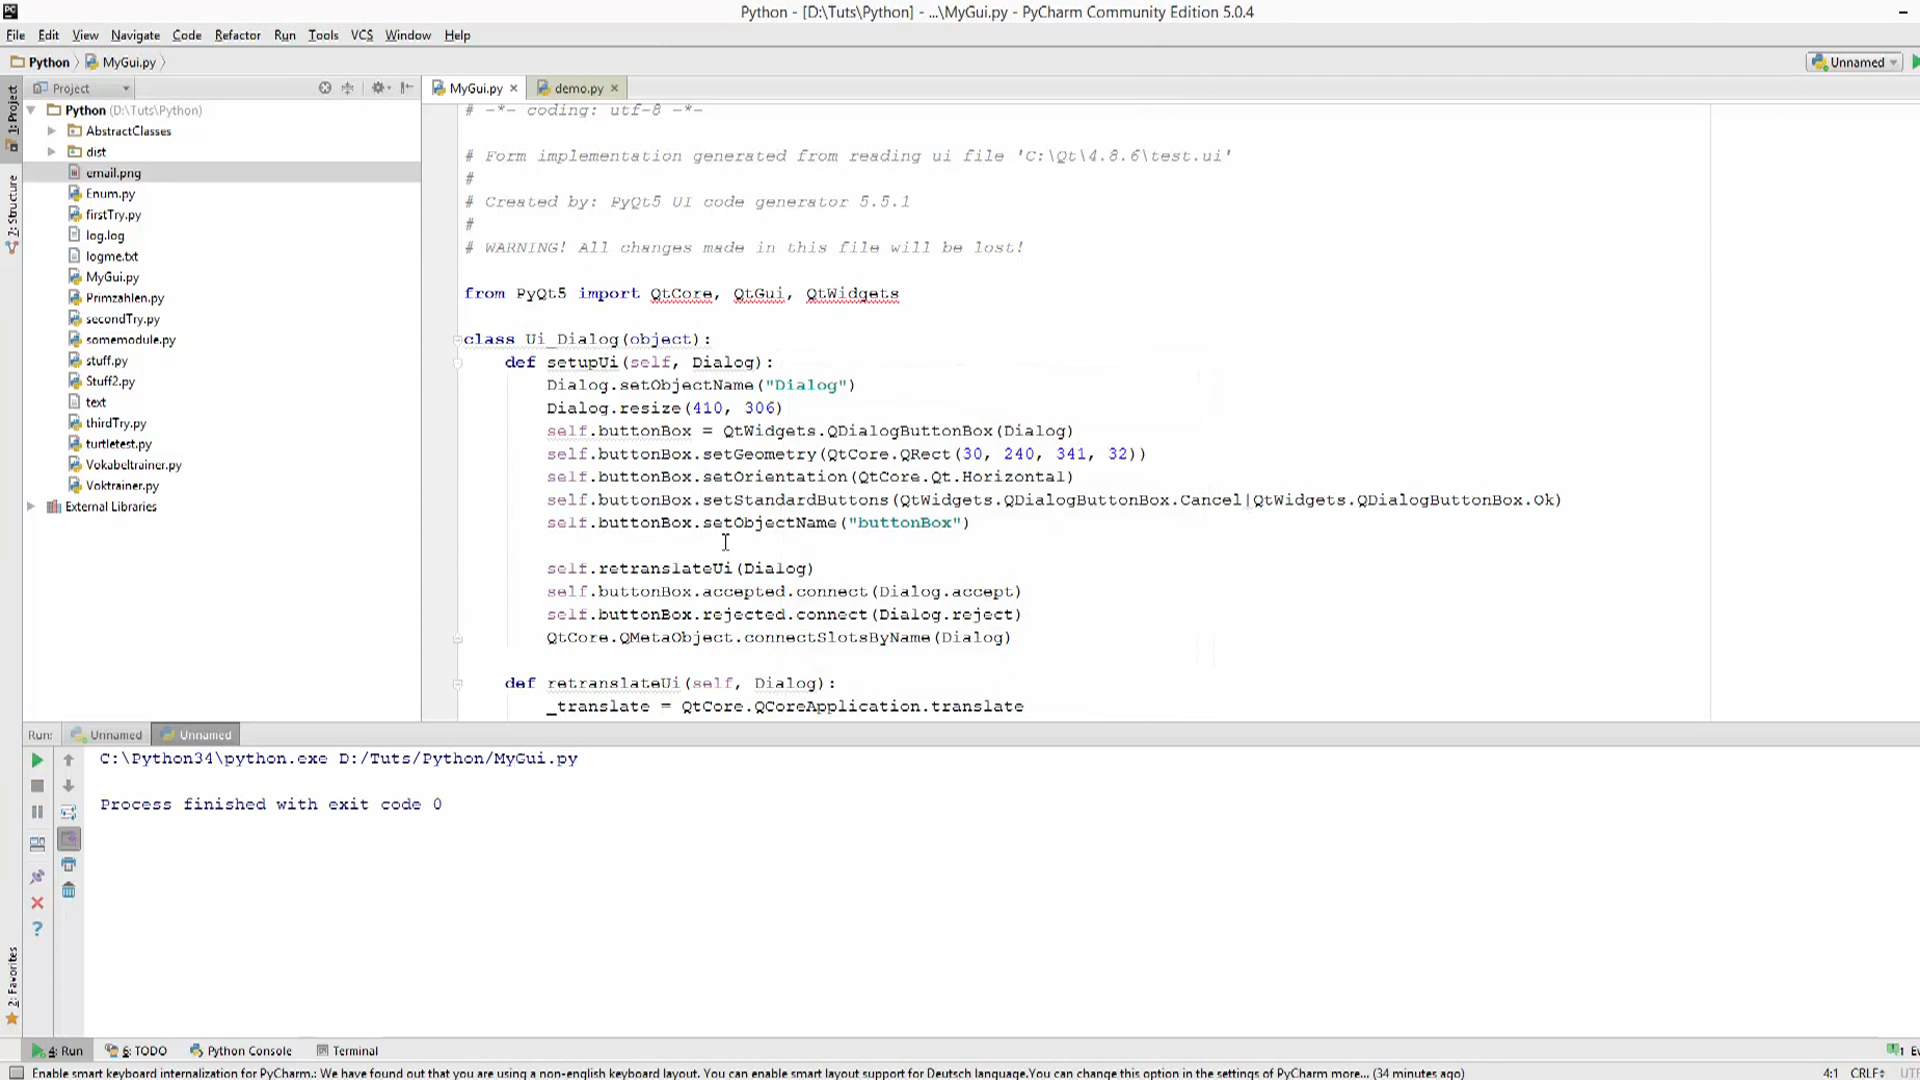 Python - [D:\Tuts\Python] - ...\MyGui.py - PyCharm Community Edition 5.0.4
File Edit View Navigate Code Refactor Run Tools VCS Window Help
Python MyGui.py Unnamed
1: Project
2: Structure
2: Favorites
Project
Python (D:\Tuts\Python)
AbstractClasses
dist
email.png
Enum.py
firstTry.py
log.log
logme.txt
MyGui.py
Primzahlen.py
secondTry.py
somemodule.py
stuff.py
Stuff2.py
text
thirdTry.py
turtletest.py
Vokabeltrainer.py
Voktrainer.py
External Libraries
MyGui.py demo.py
# -*- coding: utf-8 -*-
# Form implementation generated from reading ui file 'C:\Qt\4.8.6\test.ui'
#
# Created by: PyQt5 UI code generator 5.5.1
#
# WARNING! All changes made in this file will be lost!
from PyQt5 import QtCore, QtGui, QtWidgets
class Ui_Dialog(object):
def setupUi(self, Dialog):
Dialog.setObjectName("Dialog")
Dialog.resize(410, 306)
self.buttonBox = QtWidgets.QDialogButtonBox(Dialog)
self.buttonBox.setGeometry(QtCore.QRect(30, 240, 341, 32))
self.buttonBox.setOrientation(QtCore.Qt.Horizontal)
self.buttonBox.setStandardButtons(QtWidgets.QDialogButtonBox.Cancel|QtWidgets.QDialogButtonBox.Ok)
self.buttonBox.setObjectName("buttonBox")
self.retranslateUi(Dialog)
self.buttonBox.accepted.connect(Dialog.accept)
self.buttonBox.rejected.connect(Dialog.reject)
QtCore.QMetaObject.connectSlotsByName(Dialog)
def retranslateUi(self, Dialog):
_translate = QtCore.QCoreApplication.translate
Run: Unnamed Unnamed
C:\Python34\python.exe D:/Tuts/Python/MyGui.py
Process finished with exit code 0
4: Run 6: TODO Python Console Terminal
Enable smart keyboard internalization for PyCharm.: We have found out that you are using a non-english keyboard layout. You can enable smart layout support for Deutsch language.You can change this option in the settings of PyCharm more... (34 minutes ago) 4:1 CRLF